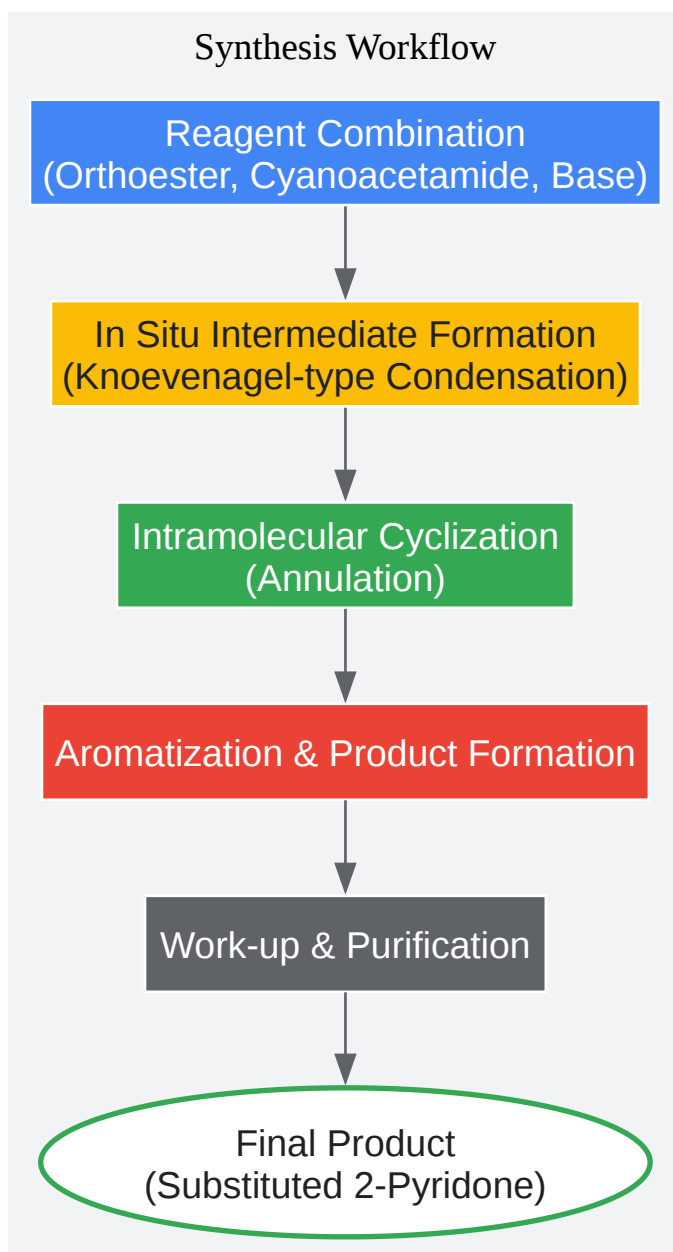 Synthesis Workflow
Reagent Combination
(Orthoester, Cyanoacetamide, Base)
In Situ Intermediate Formation
(Knoevenagel-type Condensation)
Intramolecular Cyclization
(Annulation)
Aromatization & Product Formation
Work-up & Purification
Final Product
(Substituted 2-Pyridone)